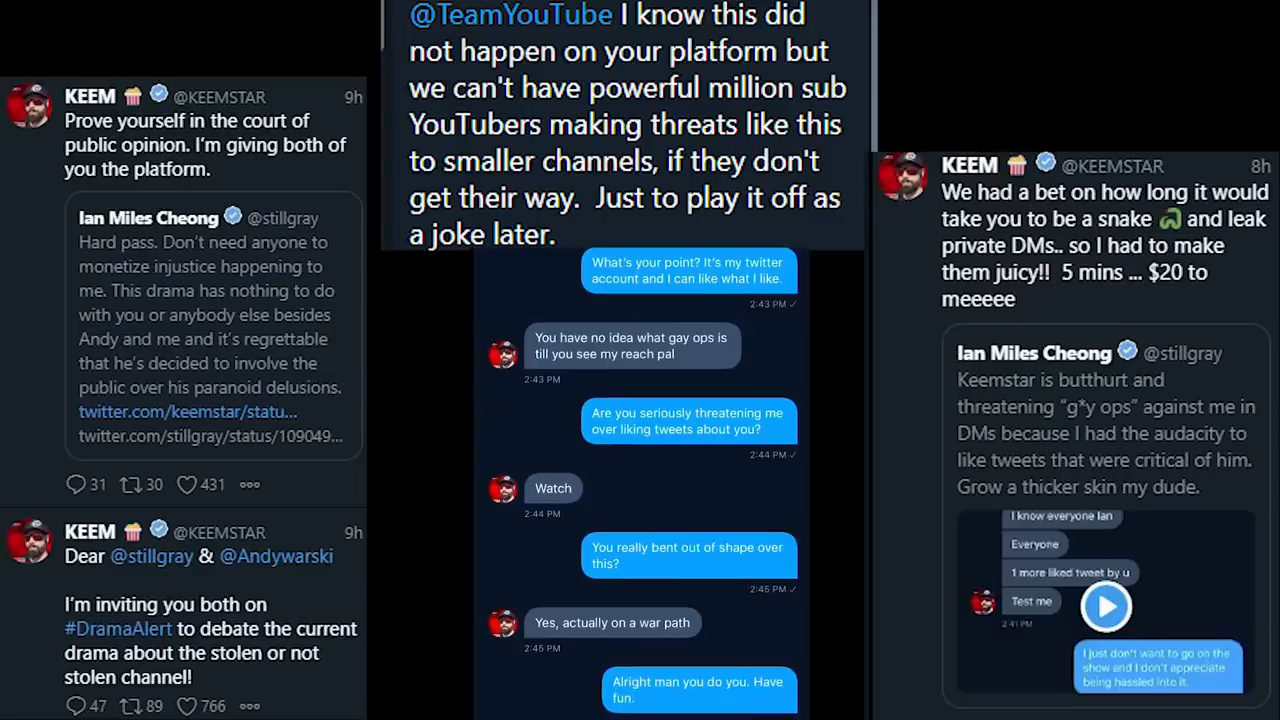 KEEM 🍿 @KEEMSTAR 9h
Prove yourself in the court of
public opinion. I'm giving both of
you the platform.
Ian Miles Cheong @stillgray
Hard pass. Don't need anyone to
monetize injustice happening to
me. This drama has nothing to do
with you or anybody else besides
Andy and me and it's regrettable
that he's decided to involve the
public over his paranoid delusions.
twitter.com/keemstar/statu...
twitter.com/stillgray/status/109049...
31 30 431
KEEM 🍿 @KEEMSTAR 9h
Dear @stillgray & @Andywarski
I'm inviting you both on
#DramaAlert to debate the current
drama about the stolen or not
stolen channel!
47 89 766
@TeamYouTube I know this did
not happen on your platform but
we can't have powerful million sub
YouTubers making threats like this
to smaller channels, if they don't
get their way. Just to play it off as
a joke later.
What's your point? It's my twitter
account and I can like what I like.
2:43 PM ✓
You have no idea what gay ops is
till you see my reach pal
2:43 PM
Are you seriously threatening me
over liking tweets about you?
2:44 PM ✓
Watch
2:44 PM
You really bent out of shape over
this?
2:45 PM ✓
Yes, actually on a war path
2:45 PM
Alright man you do you. Have
fun.
KEEM 🍿 @KEEMSTAR 8h
We had a bet on how long it would
take you to be a snake 🐍 and leak
private DMs.. so I had to make
them juicy!! 5 mins ... $20 to
meeeee
Ian Miles Cheong @stillgray
Keemstar is butthurt and
threatening "g*y ops" against me in
DMs because I had the audacity to
like tweets that were critical of him.
Grow a thicker skin my dude.
I know everyone Ian
Everyone
1 more liked tweet by u
Test me
2:41 PM
I just don't want to go on the
show and I don't appreciate
being hassled into it.